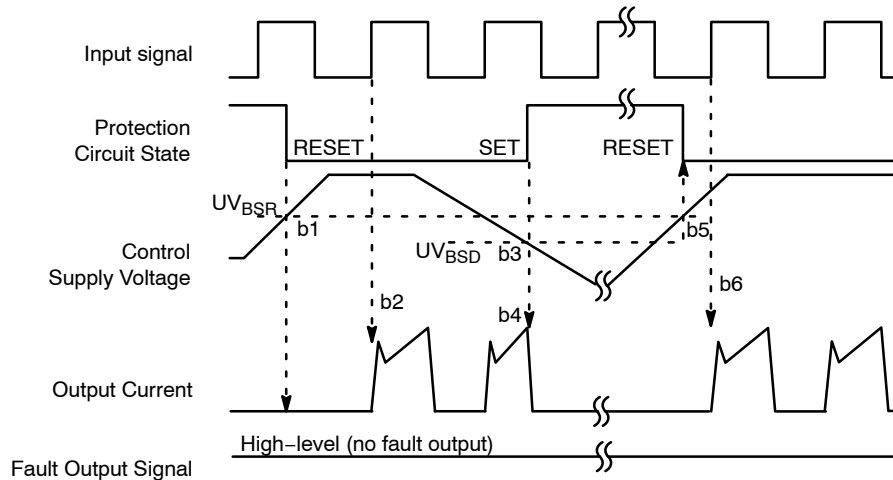 Input signal
Protection
Circuit State
RESET
SET
RESET
UVBSR
b1
b3
b5
UVBSD
Control
Supply Voltage
b2
b4
b6
Output Current
High−level (no fault output)
Fault Output Signal